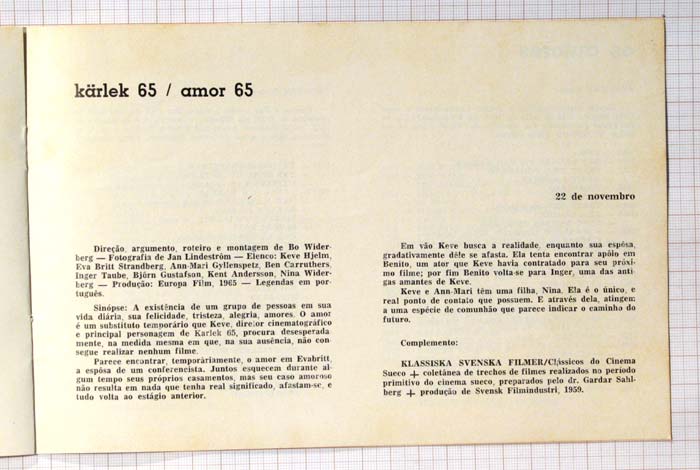 kärlek 65 / amor 65
22 de novembro
Direção, argumento, roteiro e montagem de Bo Wider-
berg — Fotografia de Jan Lindeström — Elenco: Keve Hjelm,
Eva Britt Strandberg, Ann-Mari Gyllenspetz, Ben Carruthers,
Inger Taube, Björn Gustafson, Kent Andersson, Nina Wider-
berg — Produção: Europa Film, 1965 — Legendas em por-
tuguês.
Sinópse: A existência de um grupo de pessoas em sua
vida diária, sua felicidade, tristeza, alegria, amores. O amor
é um substituto temporário que Keve, diretor cinematográfico
e principal personagem de Karlek 65, procura desesperada
mente, na medida mesma em que, na sua ausência, não con-
segue realizar nenhum filme.
Parece encontrar, temporàriamente, o amor em Evabritt,
a espôsa de um conferencista. Juntos esquecem durante al-
gum tempo seus próprios casamentos, mas seu caso amoroso
não resulta em nada que tenha real significado, afastam-se, e
tudo volta ao estágio anterior.
Em vão Keve busca a realidade, enquanto sua espôsa,
gradativamente dêle se afasta. Ela tenta encontrar apôio em
Benito, um ator que Keve havia contratado para seu próxi-
mo filme; por fim Benito volta-se para Inger, uma das anti-
gas amantes de Keve.
Keve e Ann-Mari têm uma filha, Nina. Ela é o único, e
real ponto de contato que possuem. E através dela, atingem
a uma espécie de comunhão que parece indicar o caminho do
futuro.
Complemento:
KLASSISKA SVENSKA FILMER/Clássicos do Cinema
Sueco + coletânea de trechos de filmes realizados no período
primitivo do cinema sueco, preparados pelo dr. Gardar Sahl-
berg + produção de Svensk Filmindustri, 1959.